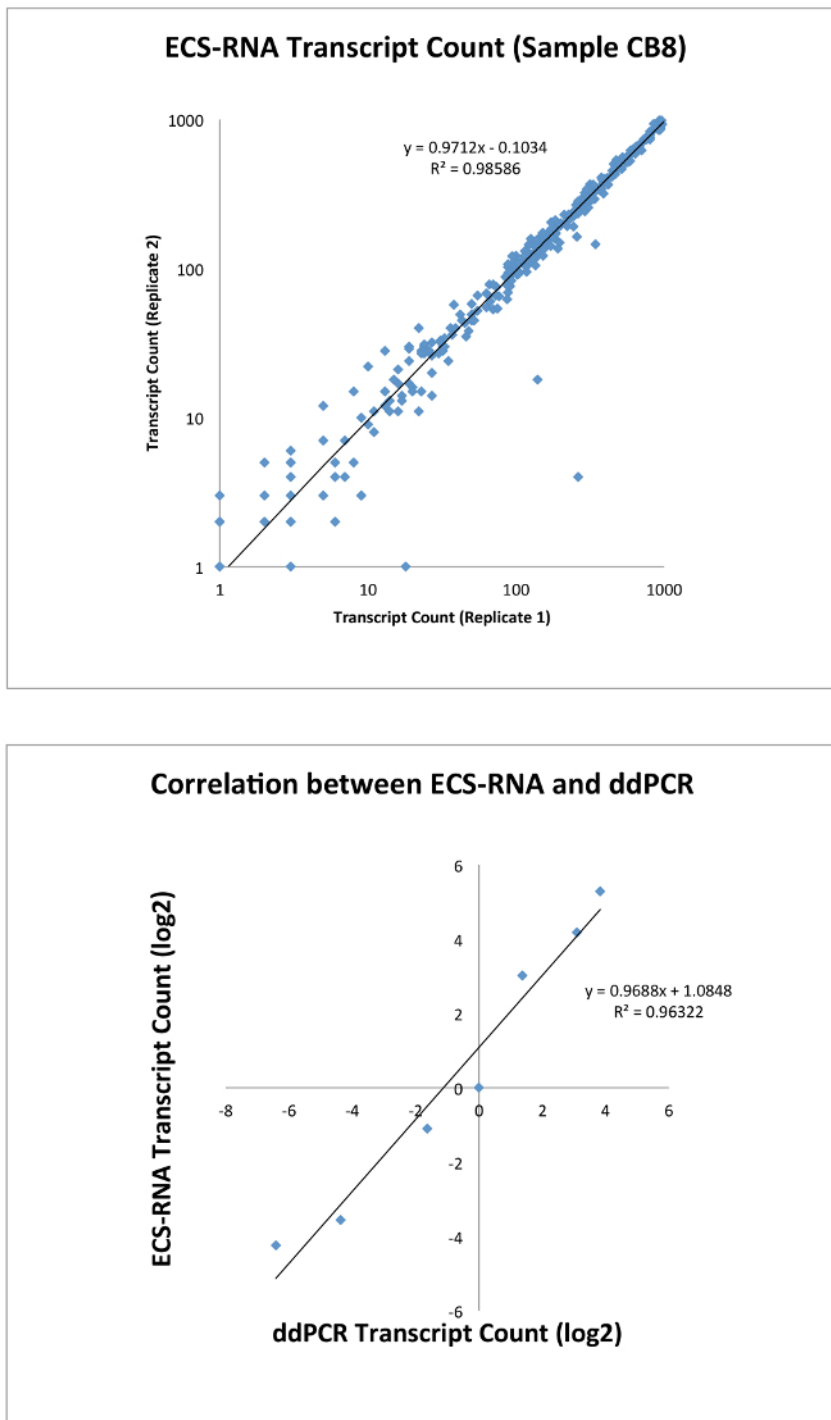 ECS-RNA Transcript Count (Sample CB8)
1000
y = 0.9712x - 0.1034
R² = 0.98586
Transcript Count (Replicate 2)
100
10
1
1 10 100 1000
Transcript Count (Replicate 1)
Correlation between ECS-RNA and ddPCR
6
ECS-RNA Transcript Count (log2)
4
y = 0.9688x + 1.0848
R² = 0.96322
2
0
-8 -6 -4 -2 0 2 4 6
-2
-4
-6
ddPCR Transcript Count (log2)